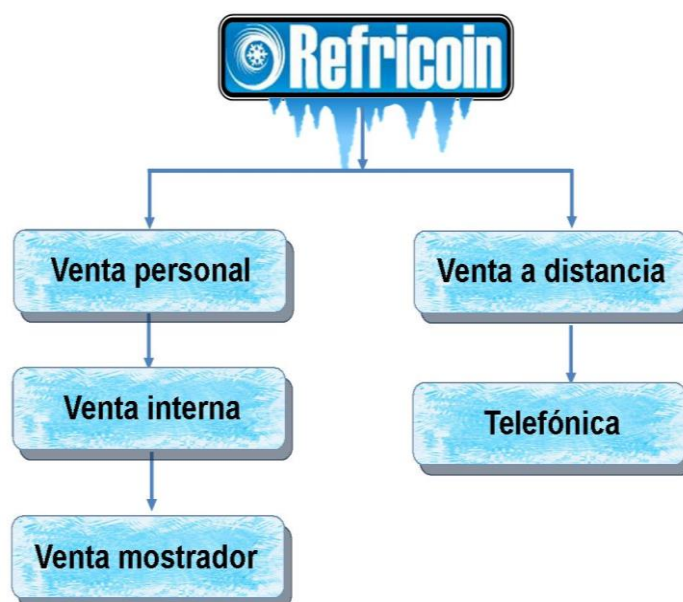 Refricoin
Venta personal
Venta a distancia
Venta interna
Telefónica
Venta mostrador